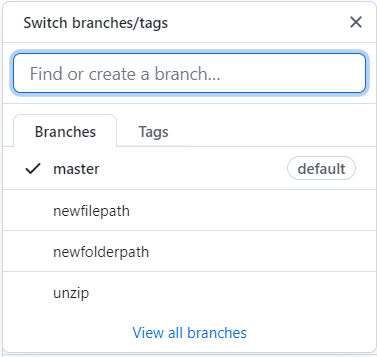 Switch branches/tags
Find or create a branch...
Branches Tags
master default
newfilepath
newfolderpath
unzip
View all branches